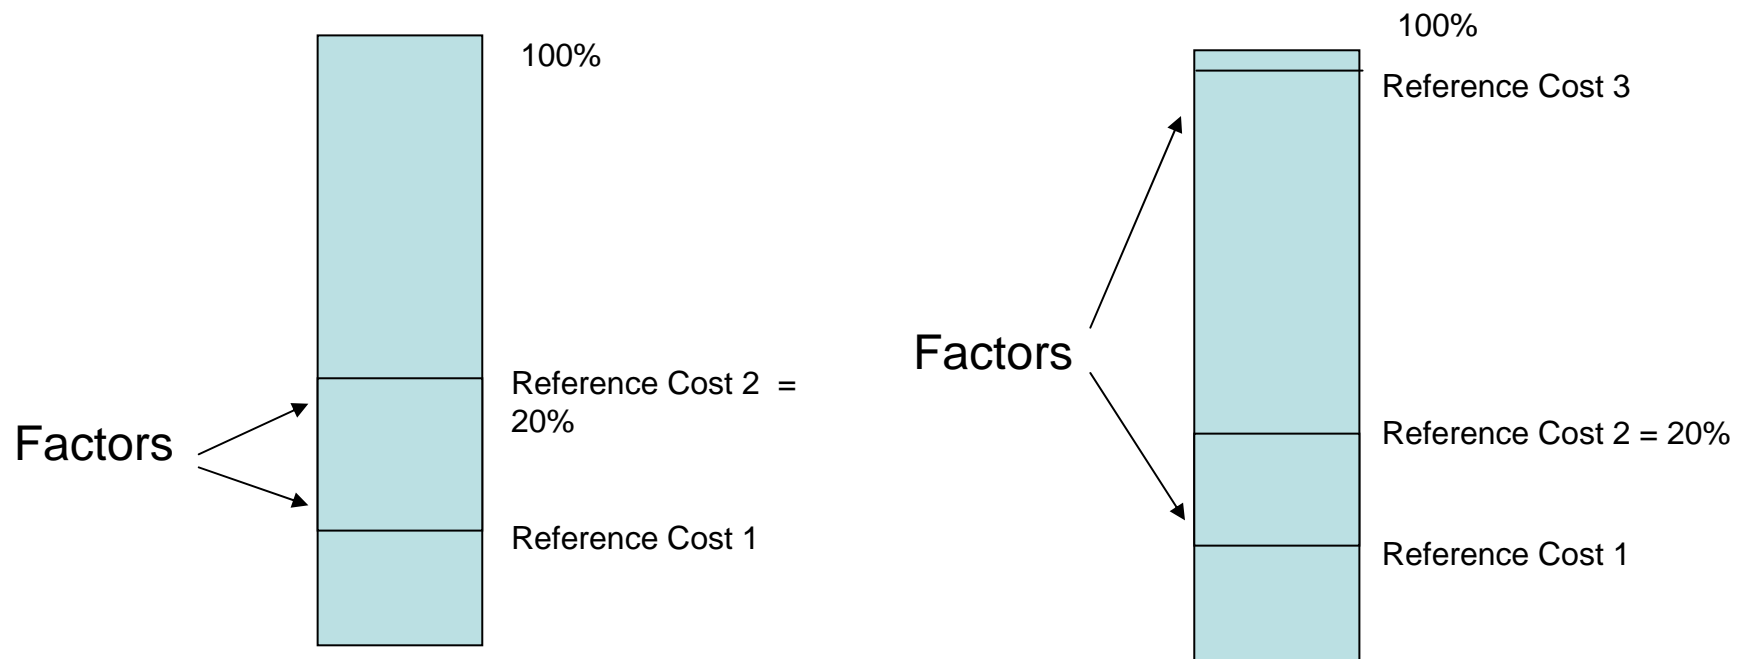 100%
Reference Cost 2 =
20%
Factors
Reference Cost 1
100%
Reference Cost 3
Factors
Reference Cost 2 = 20%
Reference Cost 1